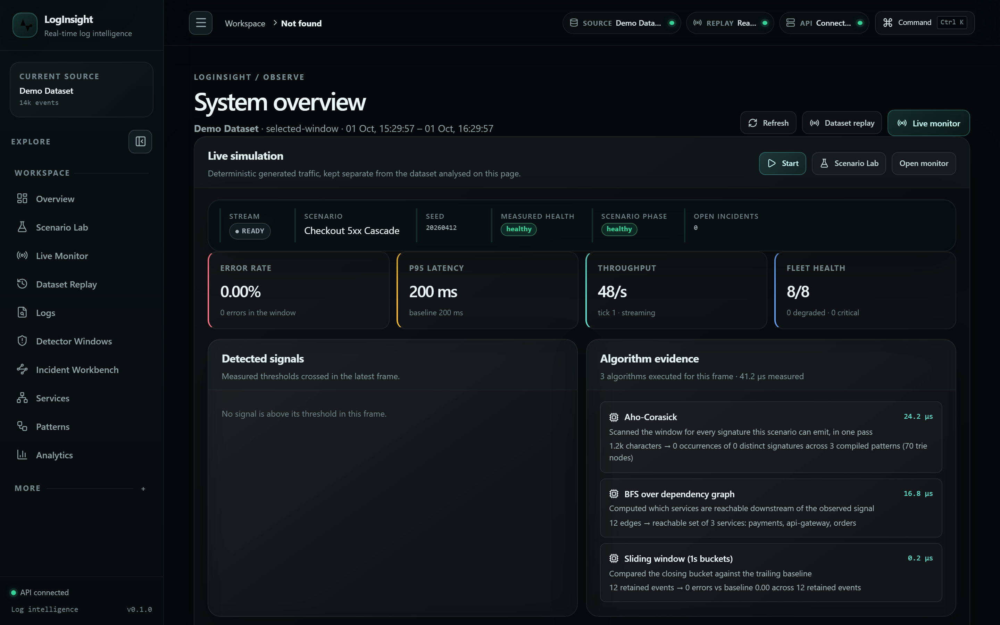 LogInsight
Real-time log intelligence
CURRENT SOURCE
Demo Dataset
14k events
EXPLORE
WORKSPACE
Overview
Scenario Lab
Live Monitor
Dataset Replay
Logs
Detector Windows
Incident Workbench
Services
Patterns
Analytics
MORE +
API connected
Log intelligence v0.1.0
Workspace > Not found
SOURCE Demo Data...
REPLAY Rea...
API Connect...
Command Ctrl K
LOGINSIGHT / OBSERVE
System overview
Demo Dataset · selected-window · 01 Oct, 15:29:57 – 01 Oct, 16:29:57
Refresh
Dataset replay
Live monitor
Live simulation
Deterministic generated traffic, kept separate from the dataset analysed on this page.
Start
Scenario Lab
Open monitor
STREAM
READY
SCENARIO
Checkout 5xx Cascade
SEED
20260412
MEASURED HEALTH
healthy
SCENARIO PHASE
healthy
OPEN INCIDENTS
0
ERROR RATE
0.00%
0 errors in the window
P95 LATENCY
200 ms
baseline 200 ms
THROUGHPUT
48/s
tick 1 · streaming
FLEET HEALTH
8/8
0 degraded · 0 critical
Detected signals
Measured thresholds crossed in the latest frame.
No signal is above its threshold in this frame.
Algorithm evidence
3 algorithms executed for this frame · 41.2 µs measured
Aho-Corasick 24.2 µs
Scanned the window for every signature this scenario can emit, in one pass
1.2k characters → 0 occurrences of 0 distinct signatures across 3 compiled patterns (70 trie
nodes)
BFS over dependency graph 16.8 µs
Computed which services are reachable downstream of the observed signal
12 edges → reachable set of 3 services: payments, api-gateway, orders
Sliding window (1s buckets) 0.2 µs
Compared the closing bucket against the trailing baseline
12 retained events → 0 errors vs baseline 0.00 across 12 retained events